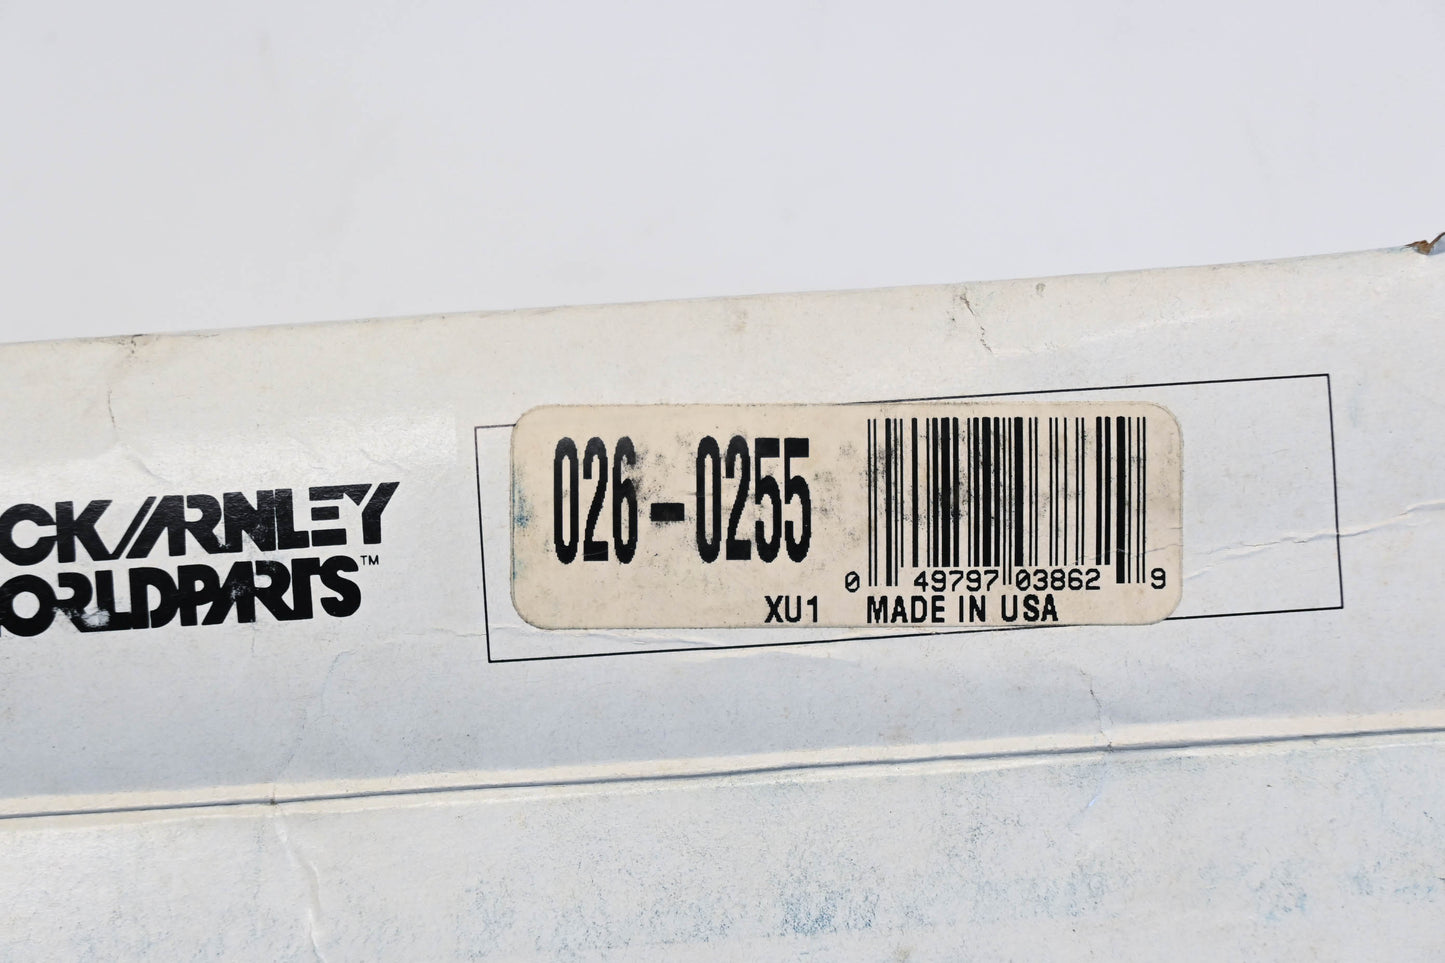 CK/ARNLEY
ORLDPARTS™
026-0255
0 49797 03862 9
XU1 MADE IN USA